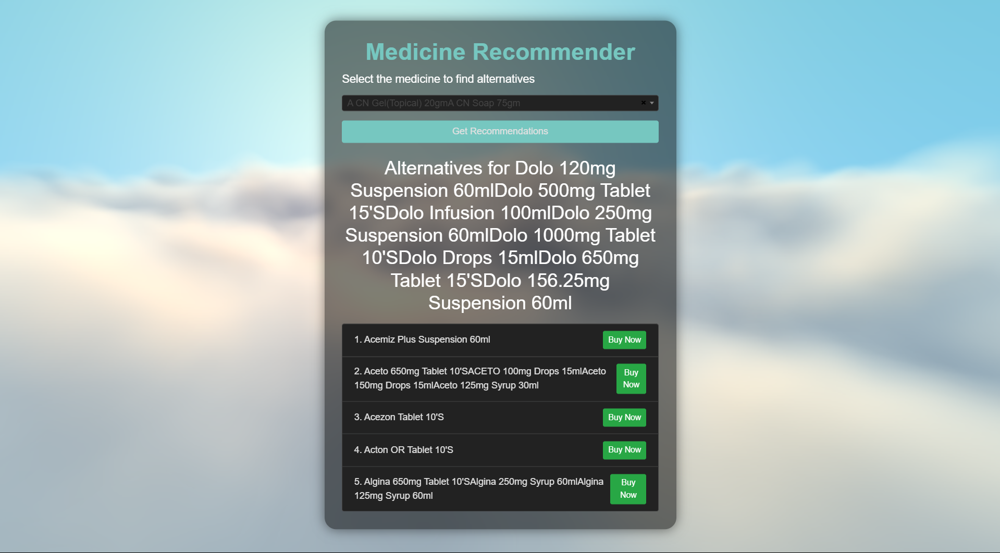 Medicine Recommender
Select the medicine to find alternatives
A CN Gel(Topical) 20gmA CN Soap 75gm
Get Recommendations
Alternatives for Dolo 120mg
Suspension 60mlDolo 500mg Tablet
15'SDolo Infusion 100mlDolo 250mg
Suspension 60mlDolo 1000mg Tablet
10'SDolo Drops 15mlDolo 650mg
Tablet 15'SDolo 156.25mg
Suspension 60ml
1. Acemiz Plus Suspension 60ml
Buy Now
2. Aceto 650mg Tablet 10'SACETO 100mg Drops 15mlAceto
150mg Drops 15mlAceto 125mg Syrup 30ml
Buy
Now
3. Acezon Tablet 10'S
Buy Now
4. Acton OR Tablet 10'S
Buy Now
5. Algina 650mg Tablet 10'SAlgina 250mg Syrup 60mlAlgina
125mg Syrup 60ml
Buy
Now